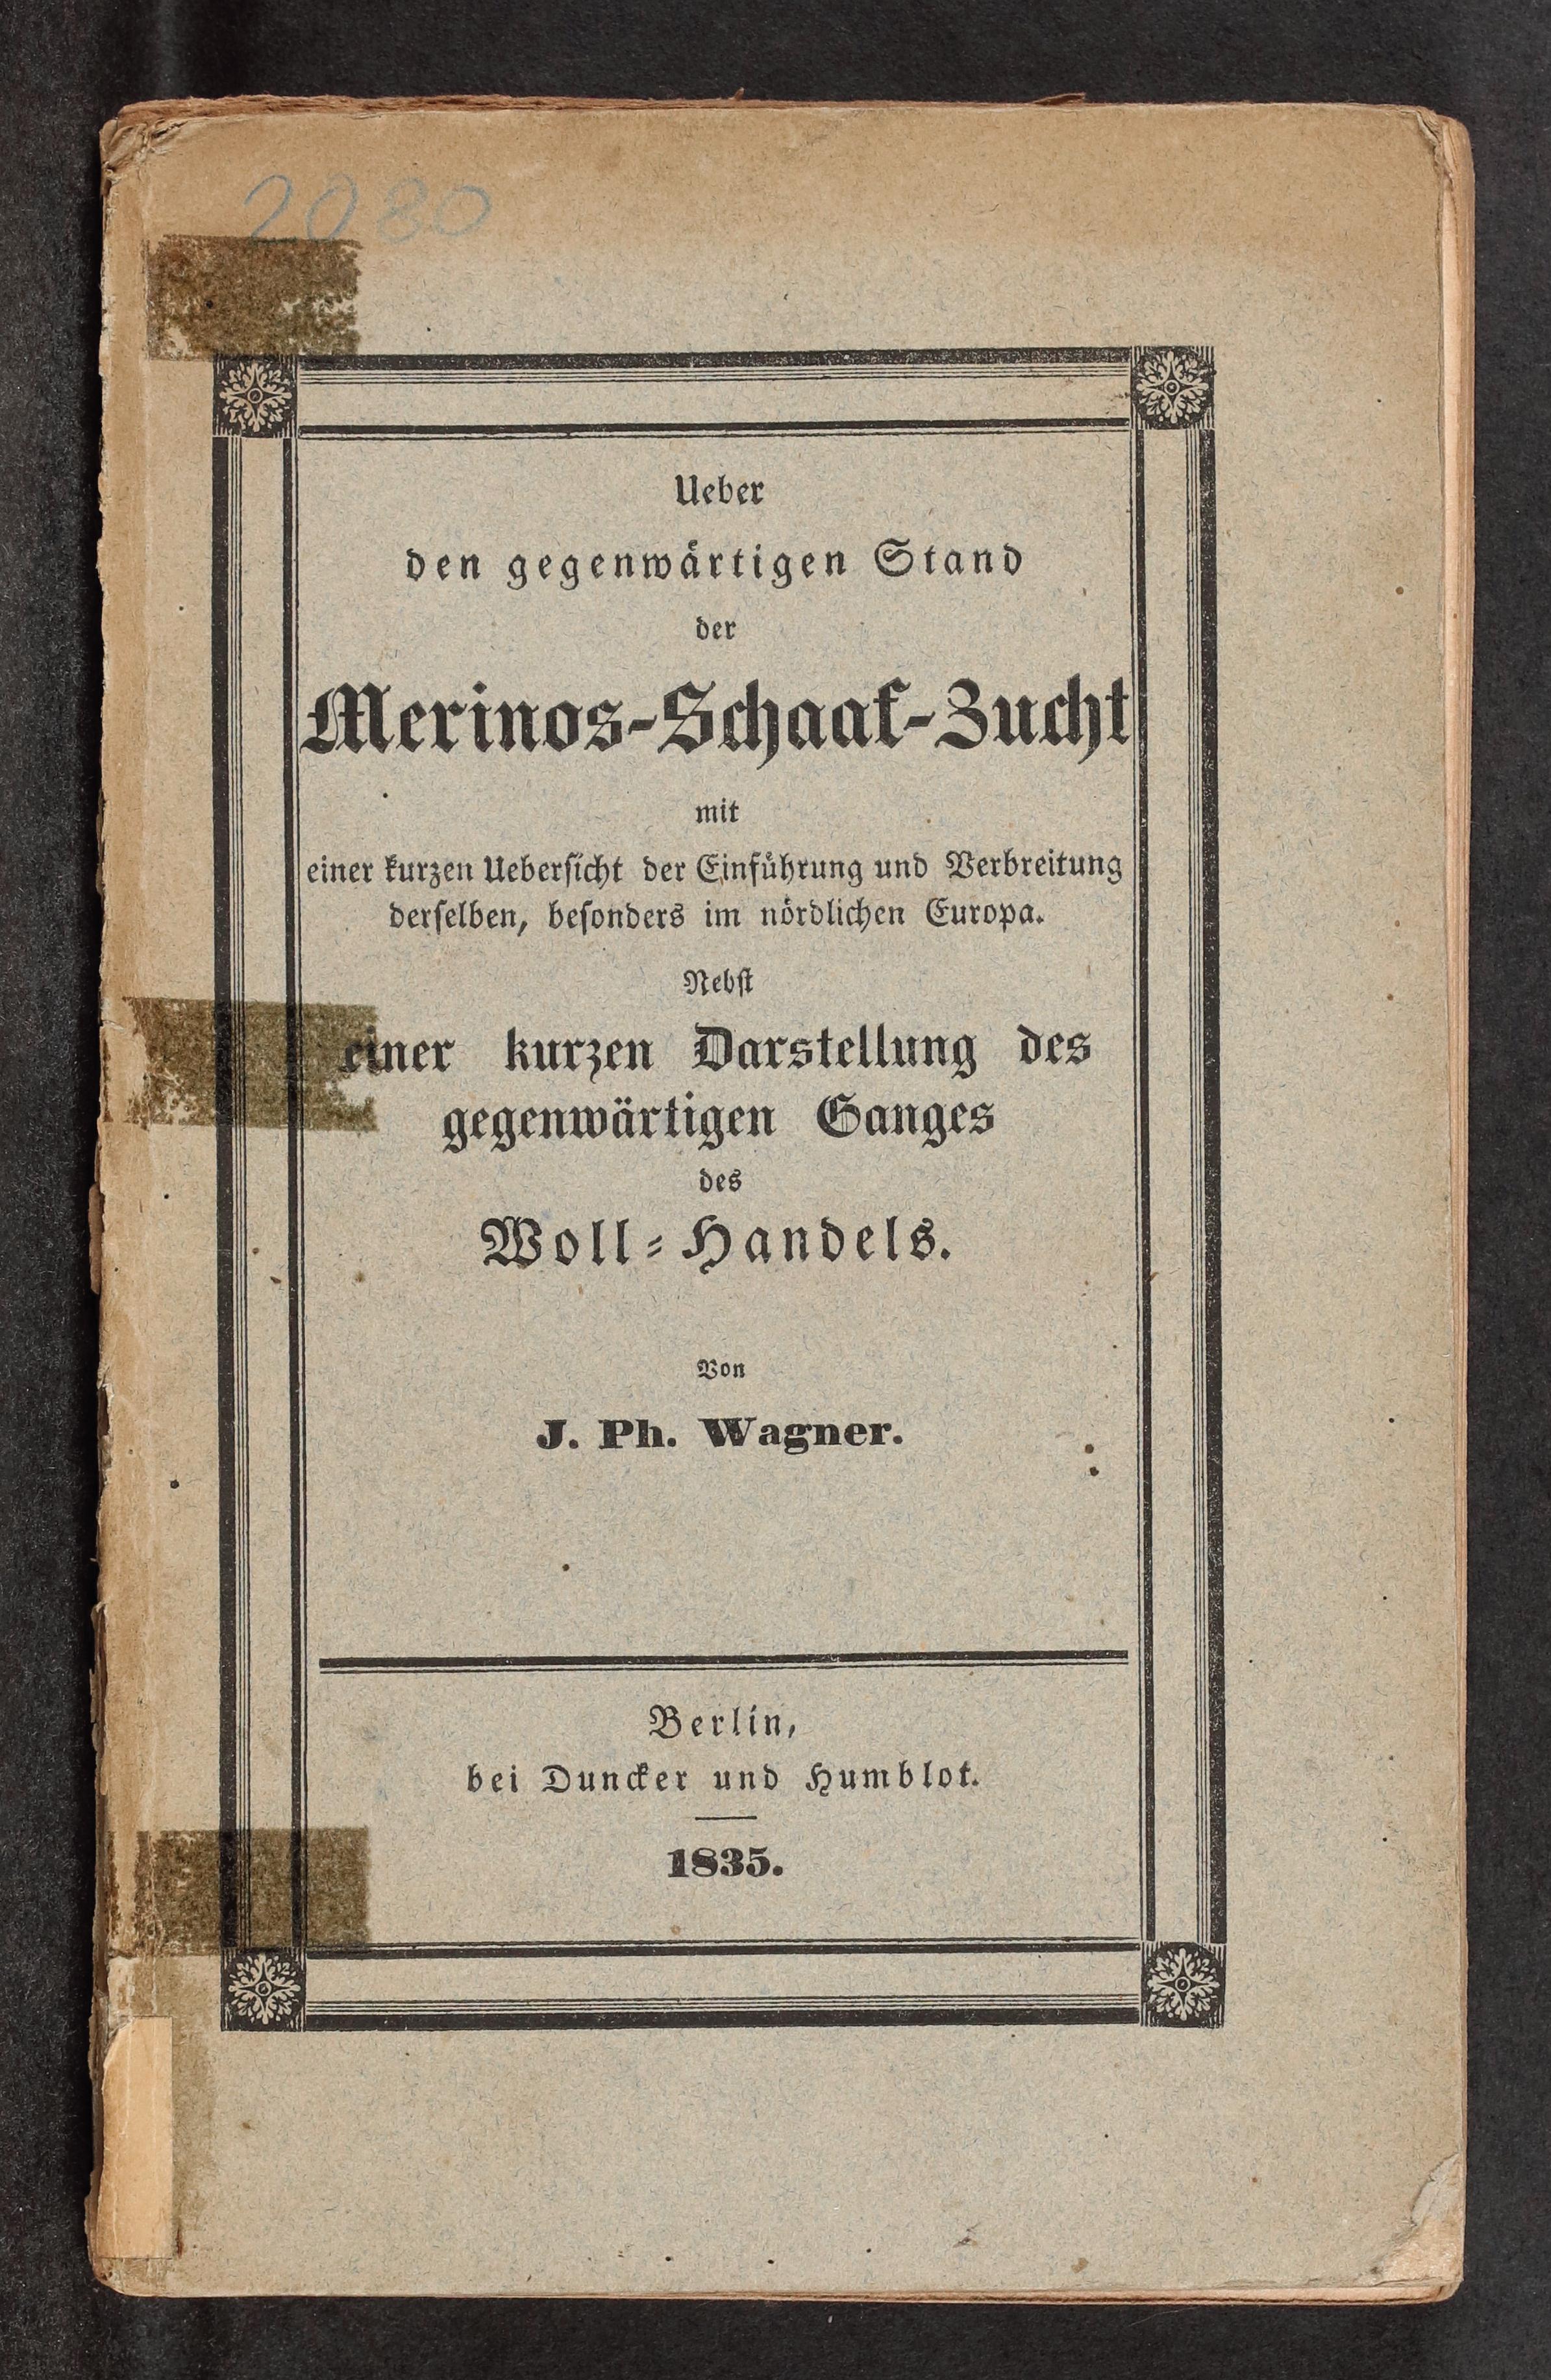 2080
Ueber
den gegenwärtigen Stand
der
Merinos-Schaaf-Zucht
mit
einer kurzen Ueberſicht der Einführung und Verbreitung
derſelben, beſonders im nördlichen Europa.
Nebſt
einer kurzen Darstellung des
gegenwärtigen Ganges
des
Woll-Handels.
Von
J. Ph. Wagner.
Berlin,
bei Duncker und Humblot.
1835.